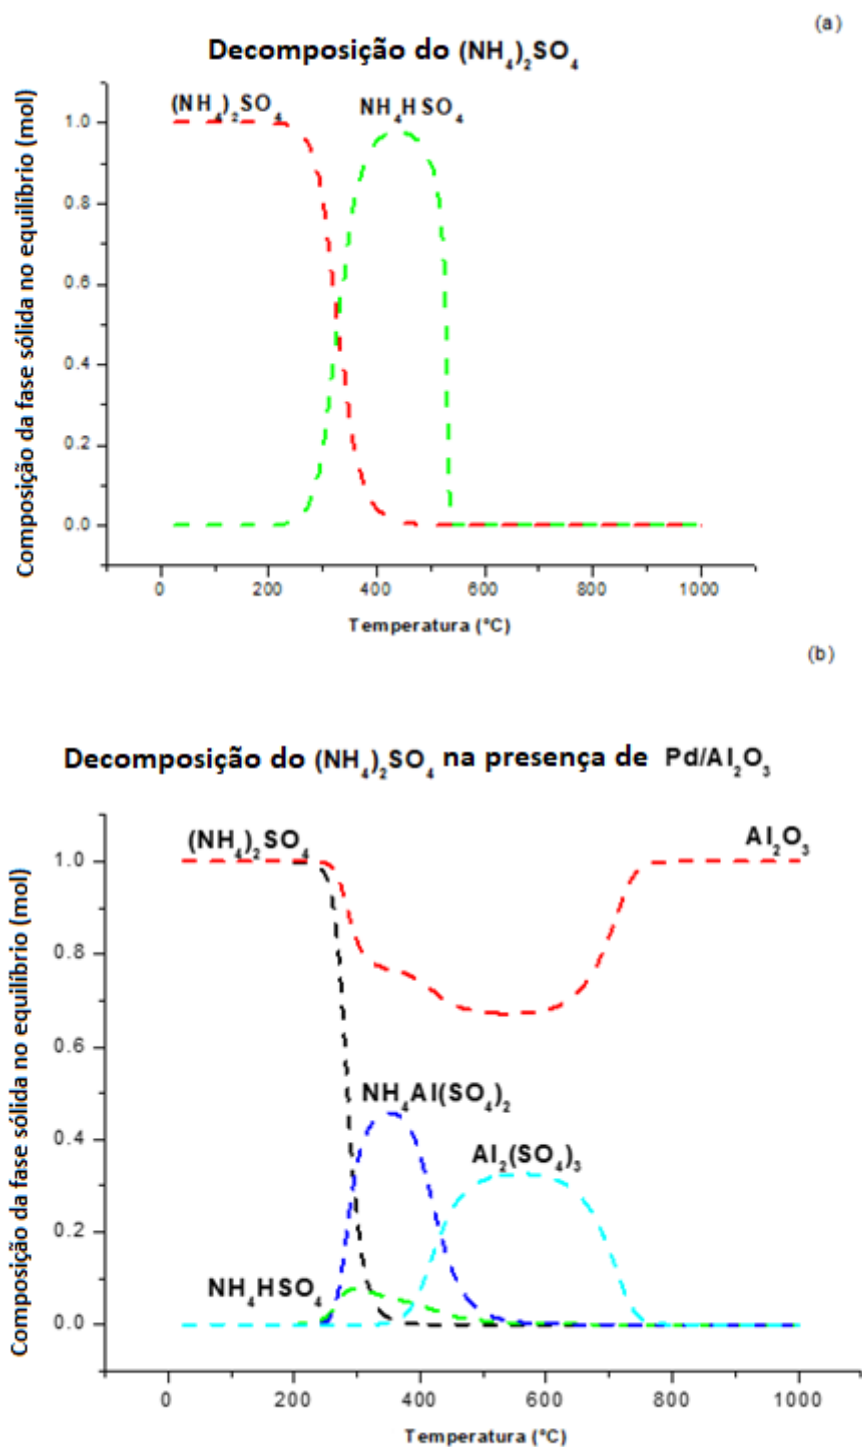 (a)
Decomposição do (NH₄)₂SO₄
(NH₄)₂SO₄
NH₄HSO₄
Composição da fase sólida no equilíbrio (mol)
1.0
0.8
0.6
0.4
0.2
0.0
0 200 400 600 800 1000
Temperatura (ºC)
(b)
Decomposição do (NH₄)₂SO₄ na presença de Pd/Al₂O₃
(NH₄)₂SO₄
Al₂O₃
Composição da fase sólida no equilíbrio (mol)
1.0
0.8
0.6
NH₄Al(SO₄)₂
0.4
Al₂(SO₄)₃
0.2
NH₄HSO₄
0.0
0 200 400 600 800 1000
Temperatura (ºC)